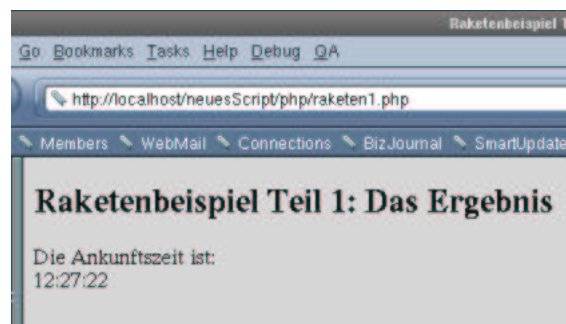 Raketenbeispiel
Go Bookmarks Tasks Help Debug QA
http://localhost/neuesScript/php/raketen1.php
Members WebMail Connections BizJournal SmartUpdate
Raketenbeispiel Teil 1: Das Ergebnis
Die Ankunftszeit ist:
12:27:22